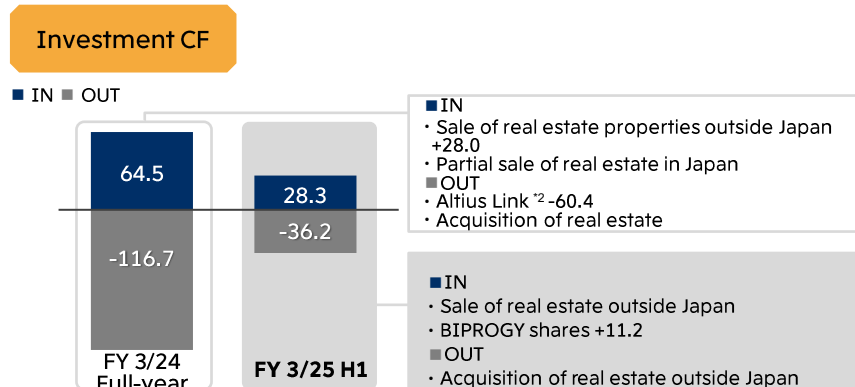 Investment CF
■ IN ■ OUT
64.5
-116.7
FY 3/24
Full-year
28.3
-36.2
FY 3/25 H1
■IN
・Sale of real estate properties outside Japan
+28.0
・Partial sale of real estate in Japan
■OUT
・Altius Link *2 -60.4
・Acquisition of real estate
■IN
・Sale of real estate outside Japan
・BIPROGY shares +11.2
■OUT
・Acquisition of real estate outside Japan